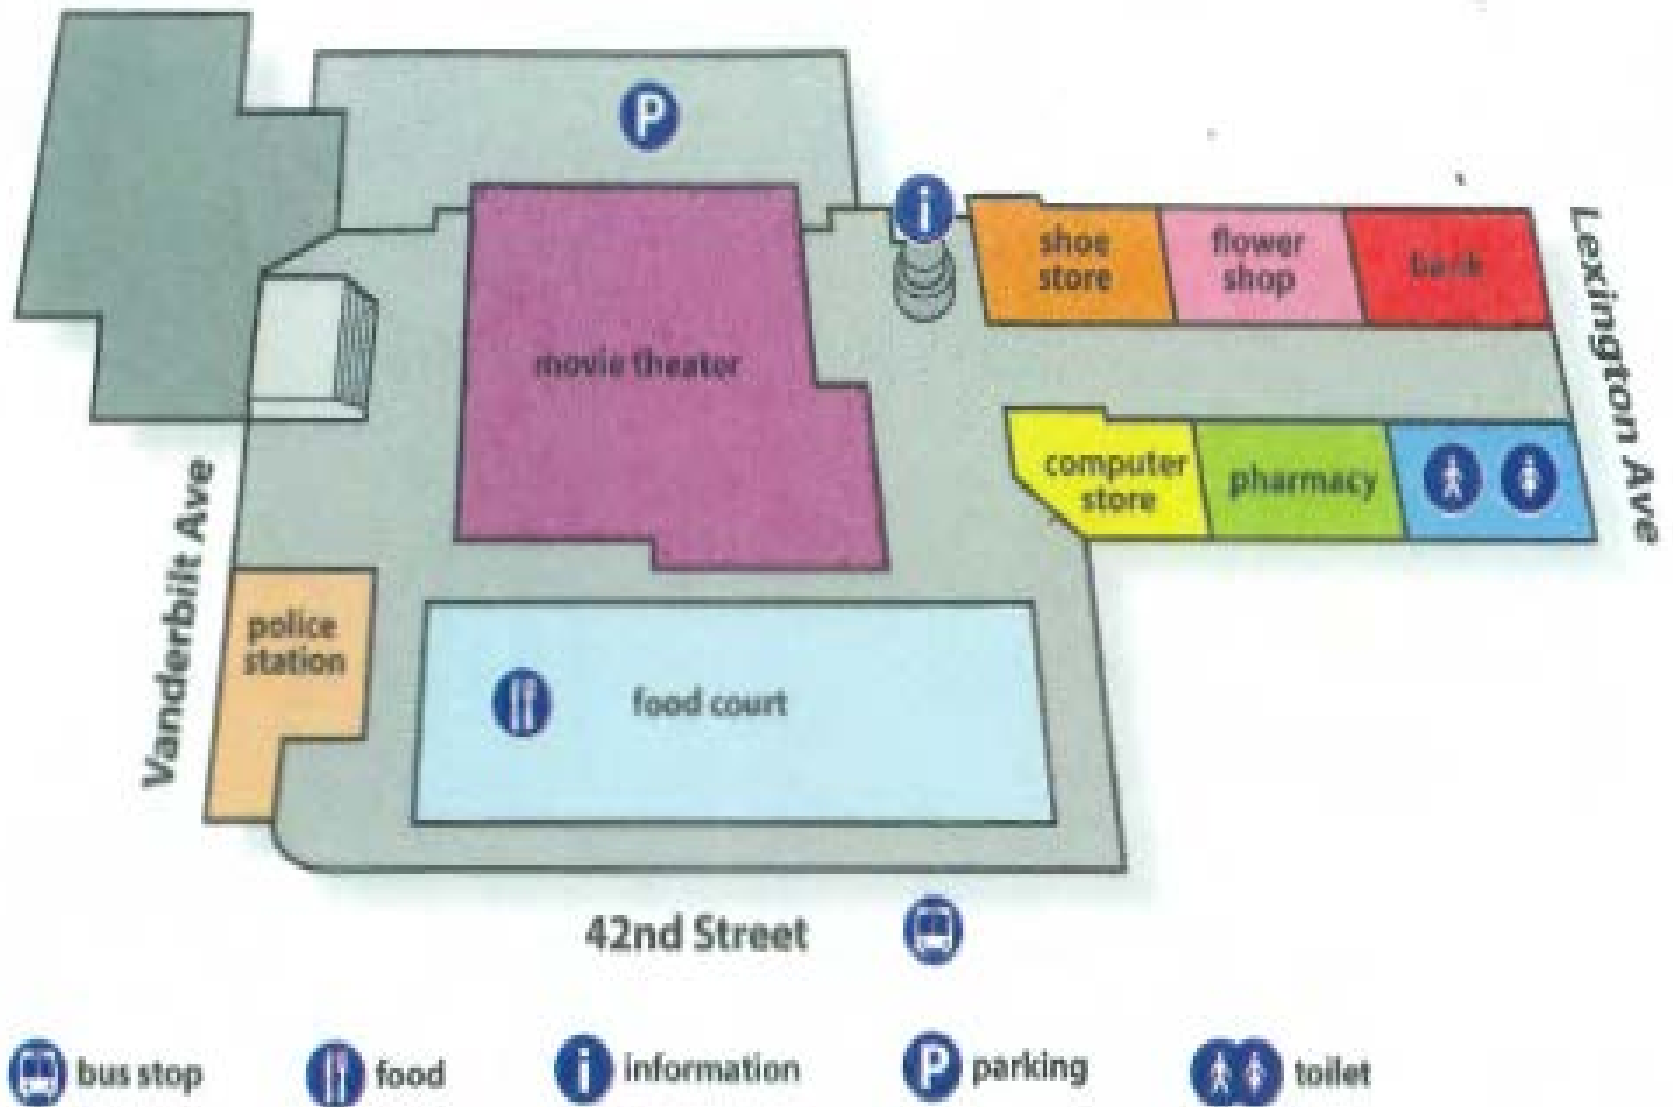 P
i
shoe
store
flower
shop
bank
Lexington Ave
movie theater
computer
store
pharmacy
Vanderbilt Ave
police
station
food court
42nd Street
bus stop
food
i
information
P
parking
toilet